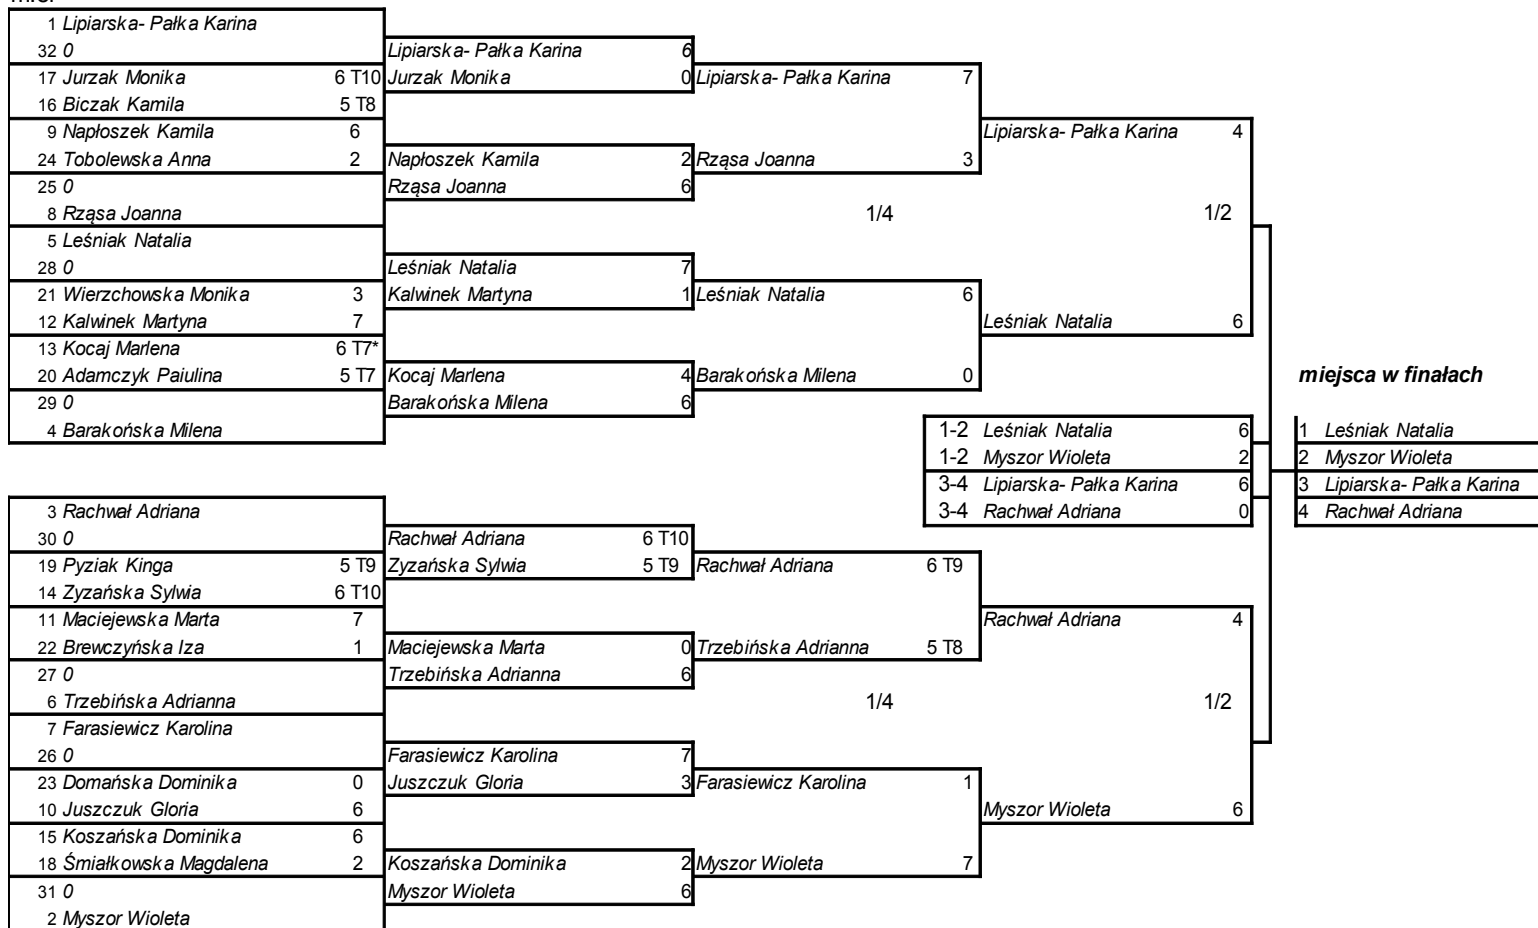 1 Lipiarska- Pałka Karina
32 0 Lipiarska- Pałka Karina 6
17 Jurzak Monika 6 T10 Jurzak Monika 0 Lipiarska- Pałka Karina 7
16 Biczak Kamila 5 T8
9 Napłoszek Kamila 6 Lipiarska- Pałka Karina 4
24 Tobolewska Anna 2 Napłoszek Kamila 2 Rząsa Joanna 3
25 0 Rząsa Joanna 6
8 Rząsa Joanna 1/4 1/2
5 Leśniak Natalia
28 0 Leśniak Natalia 7
21 Wierzchowska Monika 3 Kalwinek Martyna 1 Leśniak Natalia 6
12 Kalwinek Martyna 7 Leśniak Natalia 6
13 Kocaj Marlena 6 T7*
20 Adamczyk Paiulina 5 T7 Kocaj Marlena 4 Barakońska Milena 0 miejsca w finałach
29 0 Barakońska Milena 6
4 Barakońska Milena 1-2 Leśniak Natalia 6 1 Leśniak Natalia
1-2 Myszor Wioleta 2 2 Myszor Wioleta
3-4 Lipiarska- Pałka Karina 6 3 Lipiarska- Pałka Karina
3 Rachwał Adriana 3-4 Rachwał Adriana 0 4 Rachwał Adriana
30 0 Rachwał Adriana 6 T10
19 Pyziak Kinga 5 T9 Zyzańska Sylwia 5 T9 Rachwał Adriana 6 T9
14 Zyzańska Sylwia 6 T10
11 Maciejewska Marta 7 Rachwał Adriana 4
22 Brewczyńska Iza 1 Maciejewska Marta 0 Trzebińska Adrianna 5 T8
27 0 Trzebińska Adrianna 6
6 Trzebińska Adrianna 1/4 1/2
7 Farasiewicz Karolina
26 0 Farasiewicz Karolina 7
23 Domańska Dominika 0 Juszczuk Gloria 3 Farasiewicz Karolina 1
10 Juszczuk Gloria 6 Myszor Wioleta 6
15 Koszańska Dominika 6
18 Śmiałkowska Magdalena 2 Koszańska Dominika 2 Myszor Wioleta 7
31 0 Myszor Wioleta 6
2 Myszor Wioleta